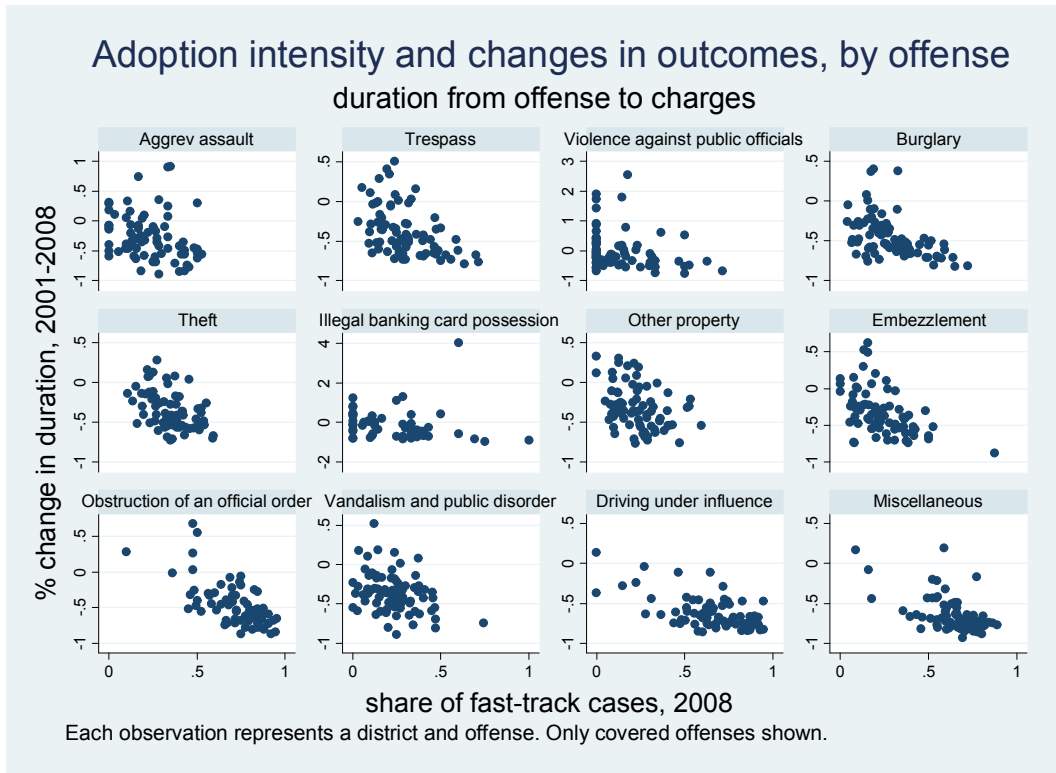 Adoption intensity and changes in outcomes, by offense
duration from offense to charges
% change in duration, 2001-2008
Aggrev assault
Trespass
Violence against public officials
Burglary
-1 -.5 0 .5 1
-1 -.5 0 .5
-1 0 1 2 3
-1 -.5 0 .5
Theft
Illegal banking card possession
Other property
Embezzlement
-1 -.5 0 .5
-2 0 2 4
-1 -.5 0 .5
-1 -.5 0 .5
Obstruction of an official order
Vandalism and public disorder
Driving under influence
Miscellaneous
-1 -.5 0 .5
-1 -.5 0 .5
-1 -.5 0 .5
-1 -.5 0 .5
0 .5 1
0 .5 1
0 .5 1
0 .5 1
share of fast-track cases, 2008
Each observation represents a district and offense. Only covered offenses shown.